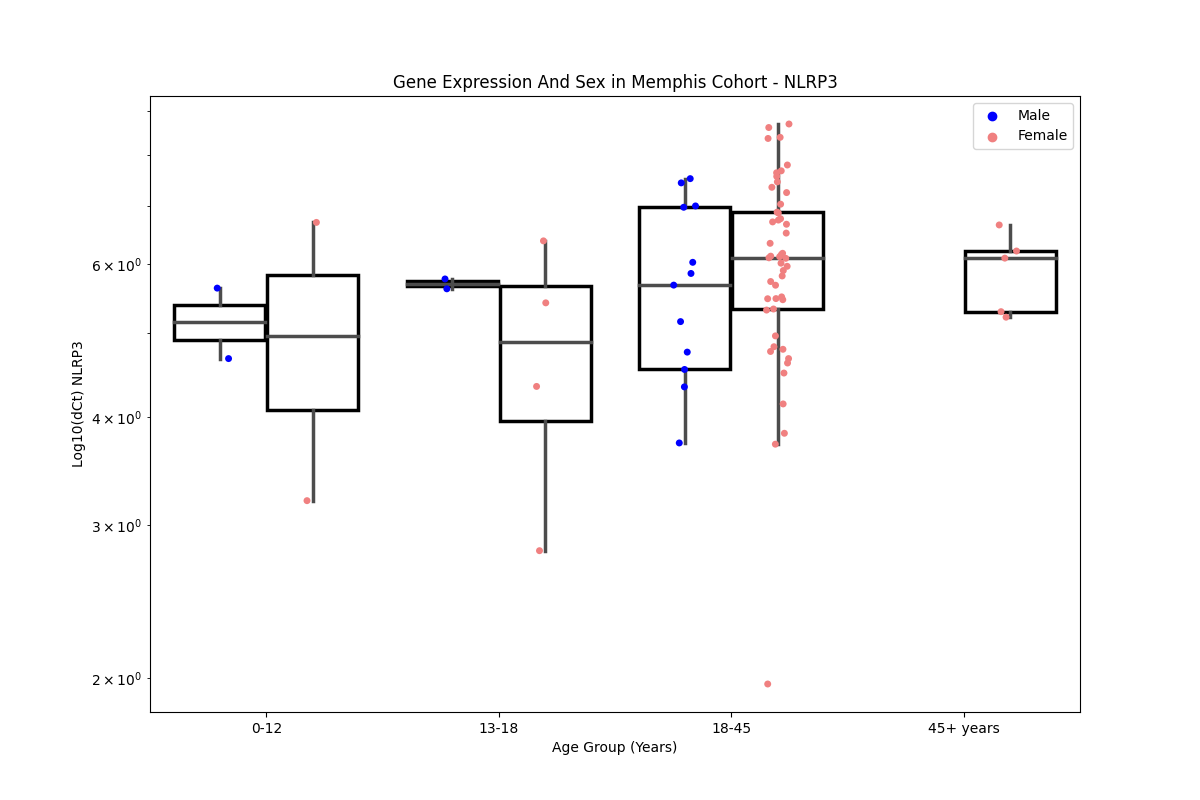 Gene Expression And Sex in Memphis Cohort - NLRP3
Male
Female
6 × 10⁰
4 × 10⁰
3 × 10⁰
2 × 10⁰
Log10(dCt) NLRP3
0-12
13-18
18-45
45+ years
Age Group (Years)